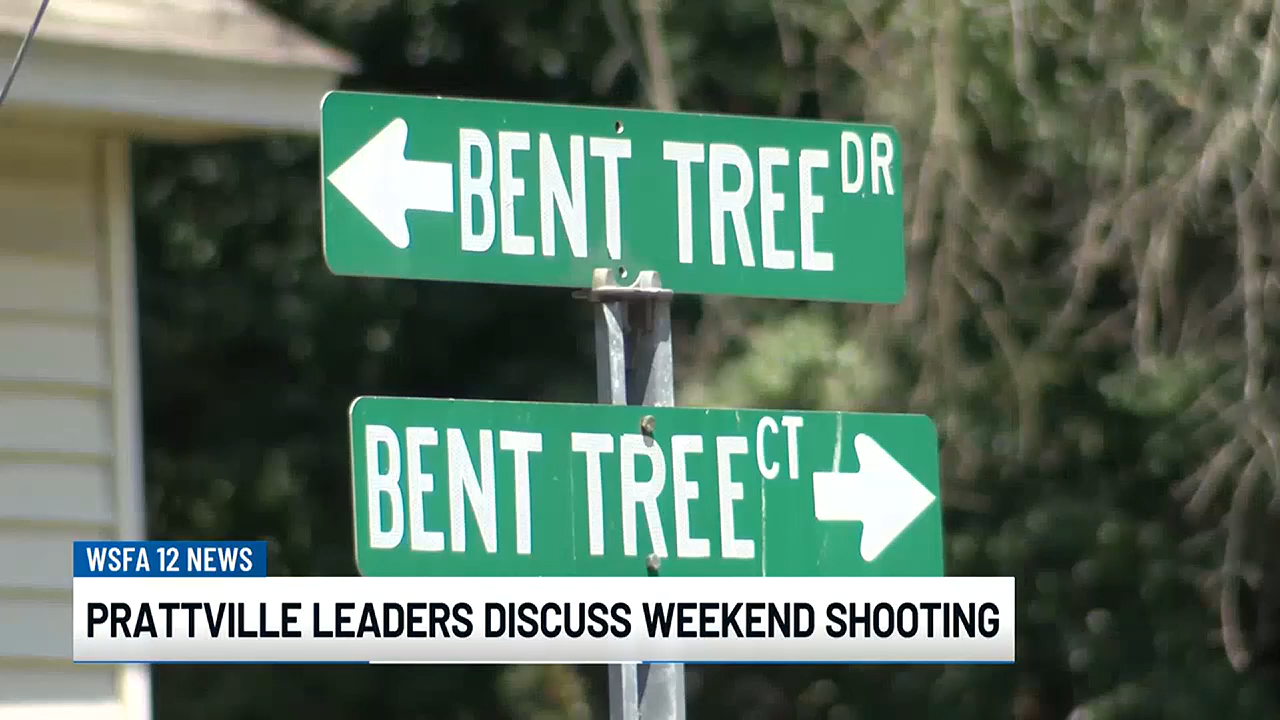 BENT TREE DR
BENT TREE CT
WSFA 12 NEWS
PRATTVILLE LEADERS DISCUSS WEEKEND SHOOTING